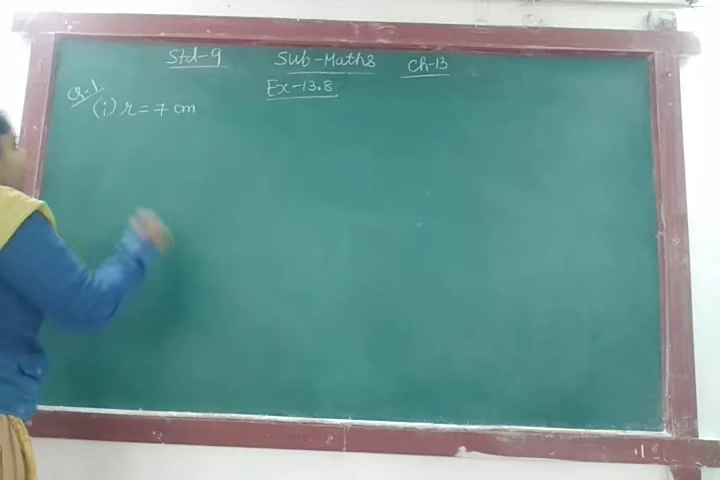 Std-9 Sub-Maths Ch-13
Ex-13.8
Q.1
(i) r = 7 cm